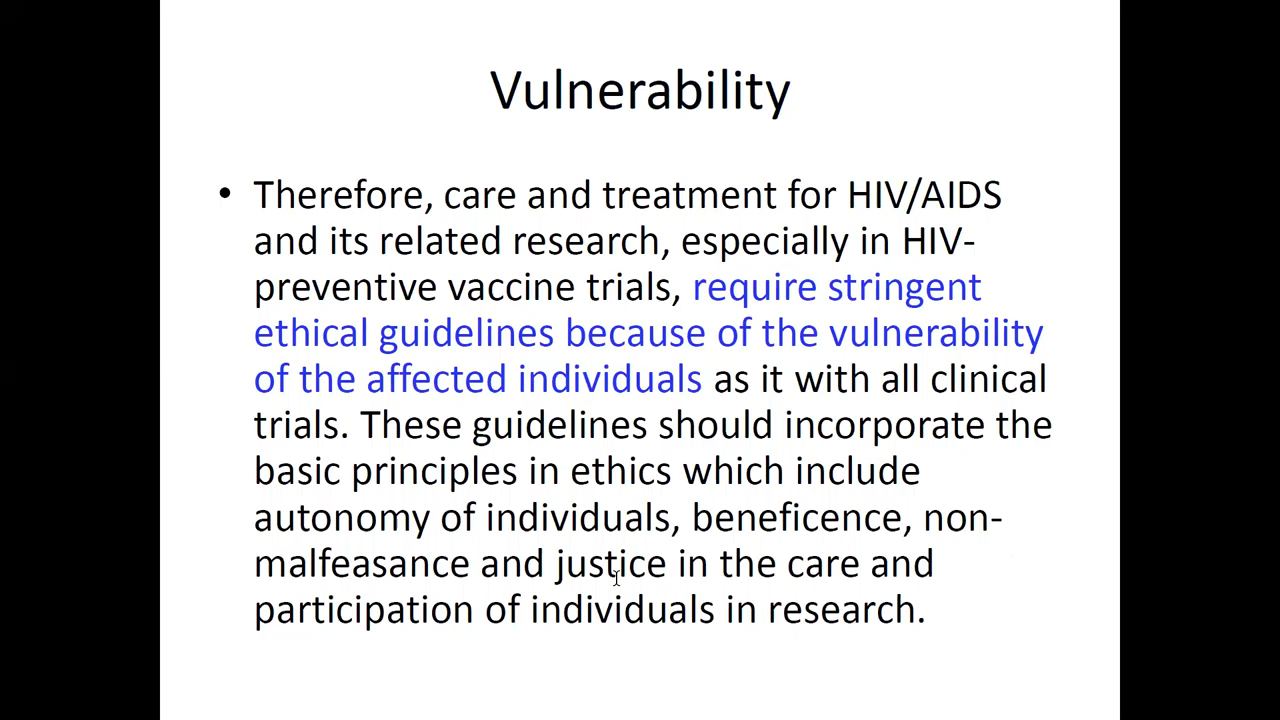 Vulnerability
• Therefore, care and treatment for HIV/AIDS
and its related research, especially in HIV-
preventive vaccine trials, require stringent
ethical guidelines because of the vulnerability
of the affected individuals as it with all clinical
trials. These guidelines should incorporate the
basic principles in ethics which include
autonomy of individuals, beneficence, non-
malfeasance and justice in the care and
participation of individuals in research.